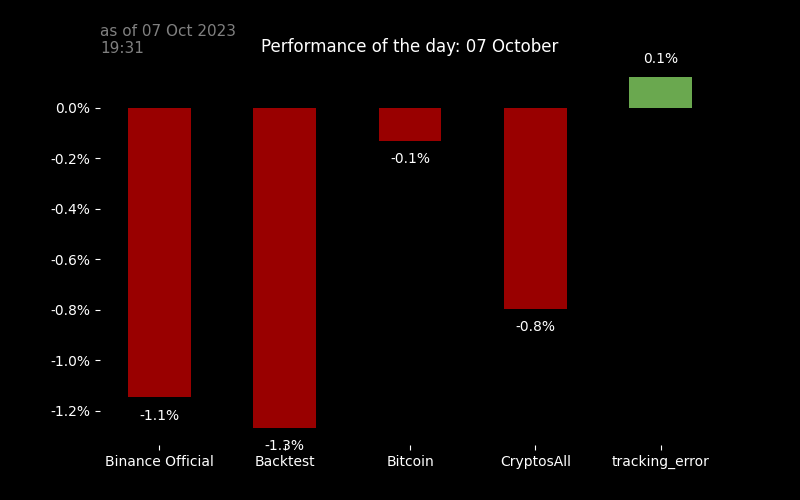 as of 07 Oct 2023
19:31
Performance of the day: 07 October
0.1%
0.0%
-0.2%
-0.1%
-0.4%
-0.6%
-0.8%
-0.8%
-1.0%
-1.2%
-1.1%
-1.3%
Binance Official
Backtest
Bitcoin
CryptosAll
tracking_error